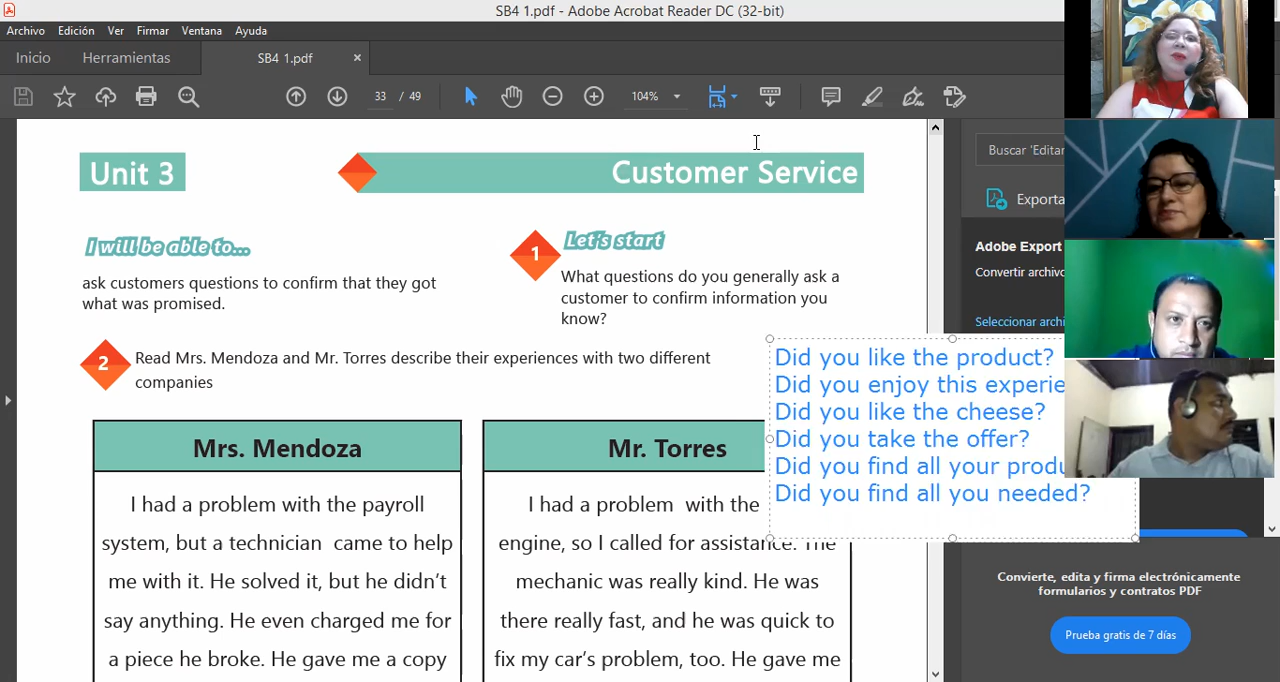 SB4 1.pdf - Adobe Acrobat Reader DC (32-bit)
Archivo Edición Ver Firmar Ventana Ayuda
Inicio Herramientas SB4 1.pdf ×
33 / 49 104%
Unit 3
Customer Service
Buscar 'Editar
I will be able to...
ask customers questions to confirm that they got
what was promised.
1
Let's start
What questions do you generally ask a
customer to confirm information you
know?
Exporta
Adobe Export
Convertir archivo
Seleccionar archi
2
Read Mrs. Mendoza and Mr. Torres describe their experiences with two different
companies
Did you like the product?
Did you enjoy this experie
Did you like the cheese?
Did you take the offer?
Did you find all your produ
Did you find all you needed?
Mrs. Mendoza
I had a problem with the payroll
system, but a technician came to help
me with it. He solved it, but he didn't
say anything. He even charged me for
a piece he broke. He gave me a copy
Mr. Torres
I had a problem with the
engine, so I called for assistance. The
mechanic was really kind. He was
there really fast, and he was quick to
fix my car's problem, too. He gave me
Convierte, edita y firma electrónicamente
formularios y contratos PDF
Prueba gratis de 7 días